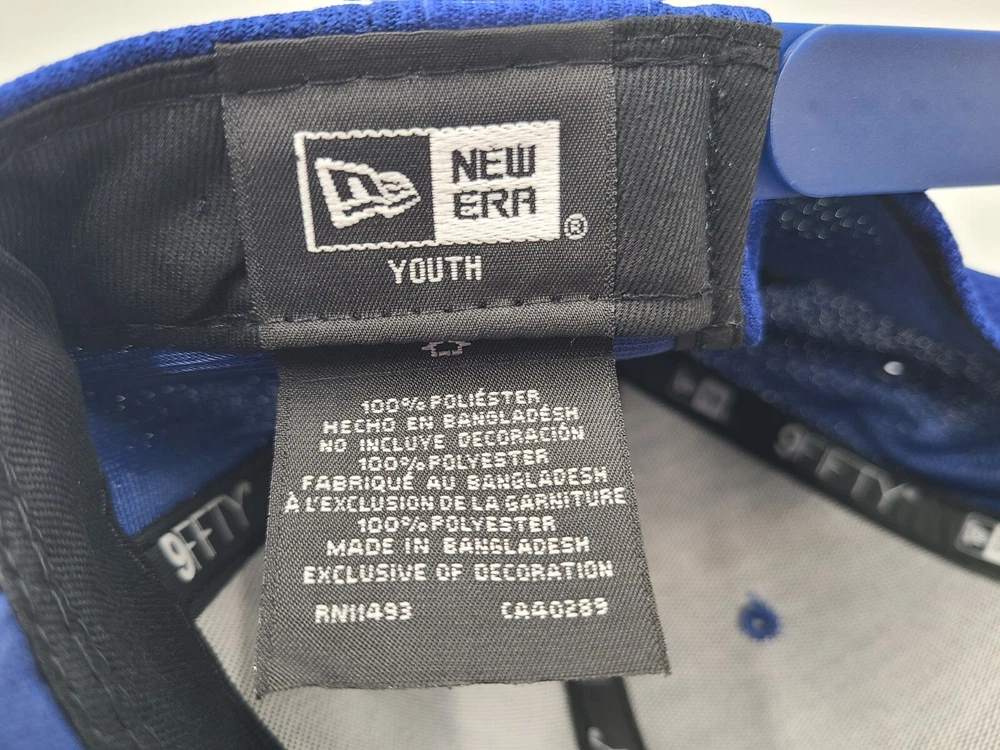 NEW
ERA
®
YOUTH
100% POLIÉSTER
HECHO EN BANGLADÉSH
NO INCLUYE DECORACIÓN
100% POLYESTER
FABRIQUÉ AU BANGLADESH
À L'EXCLUSION DE LA GARNITURE
100% POLYESTER
MADE IN BANGLADESH
EXCLUSIVE OF DECORATION
RN11493 CA40289
9FIFTY
9FIFTY